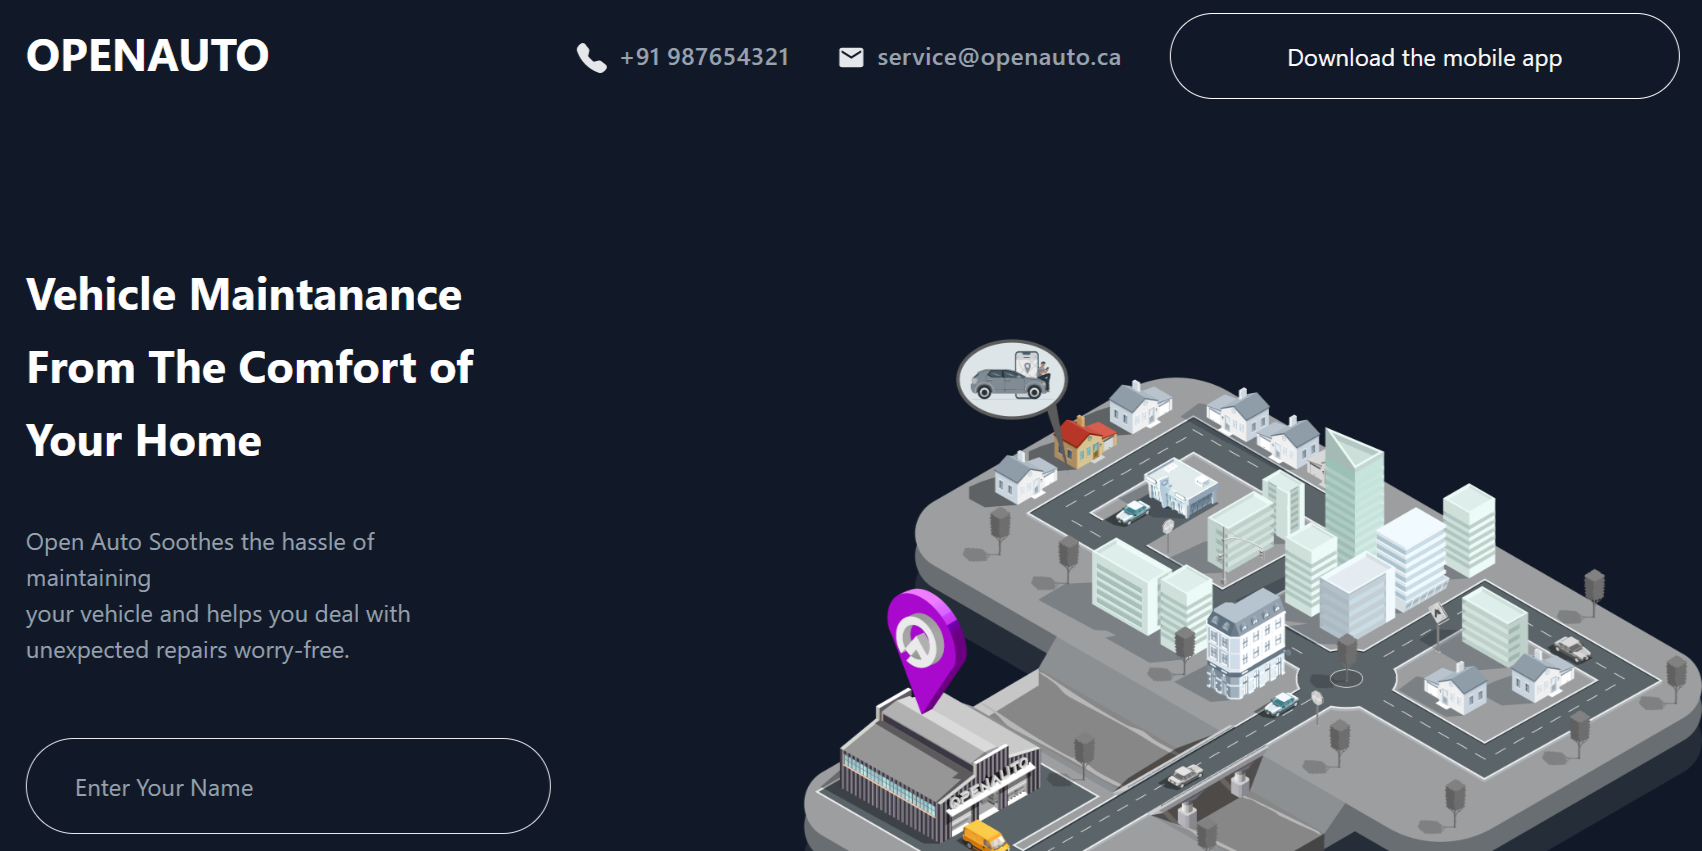 OPENAUTO
+91 987654321
service@openauto.ca
Download the mobile app
Vehicle Maintanance
From The Comfort of
Your Home
Open Auto Soothes the hassle of
maintaining
your vehicle and helps you deal with
unexpected repairs worry-free.
Enter Your Name
OPENAUTO